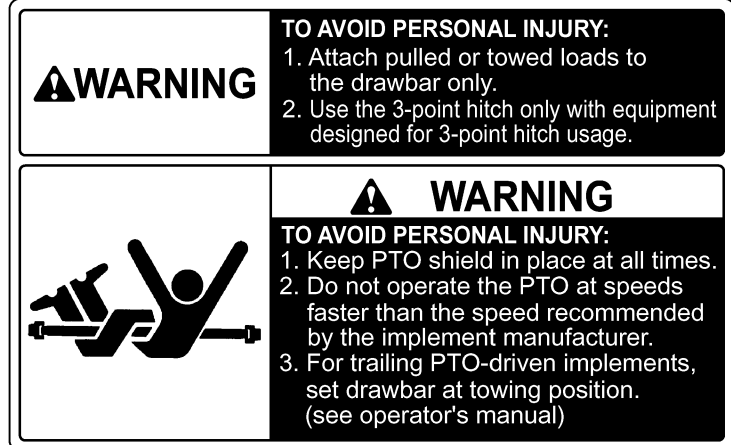 WARNING
TO AVOID PERSONAL INJURY:
1. Attach pulled or towed loads to
the drawbar only.
2. Use the 3-point hitch only with equipment
designed for 3-point hitch usage.
WARNING
TO AVOID PERSONAL INJURY:
1. Keep PTO shield in place at all times.
2. Do not operate the PTO at speeds
faster than the speed recommended
by the implement manufacturer.
3. For trailing PTO-driven implements,
set drawbar at towing position.
(see operator's manual)